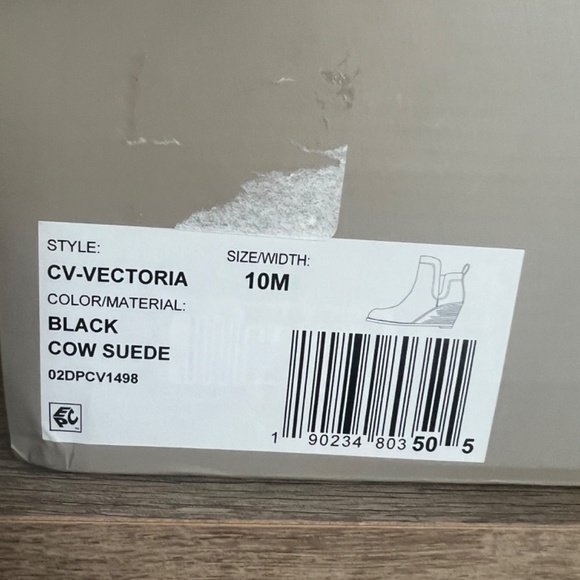 STYLE:
CV-VECTORIA
COLOR/MATERIAL:
BLACK
COW SUEDE
02DPCV1498
SIZE/WIDTH:
10M
1 90234 803 50 5